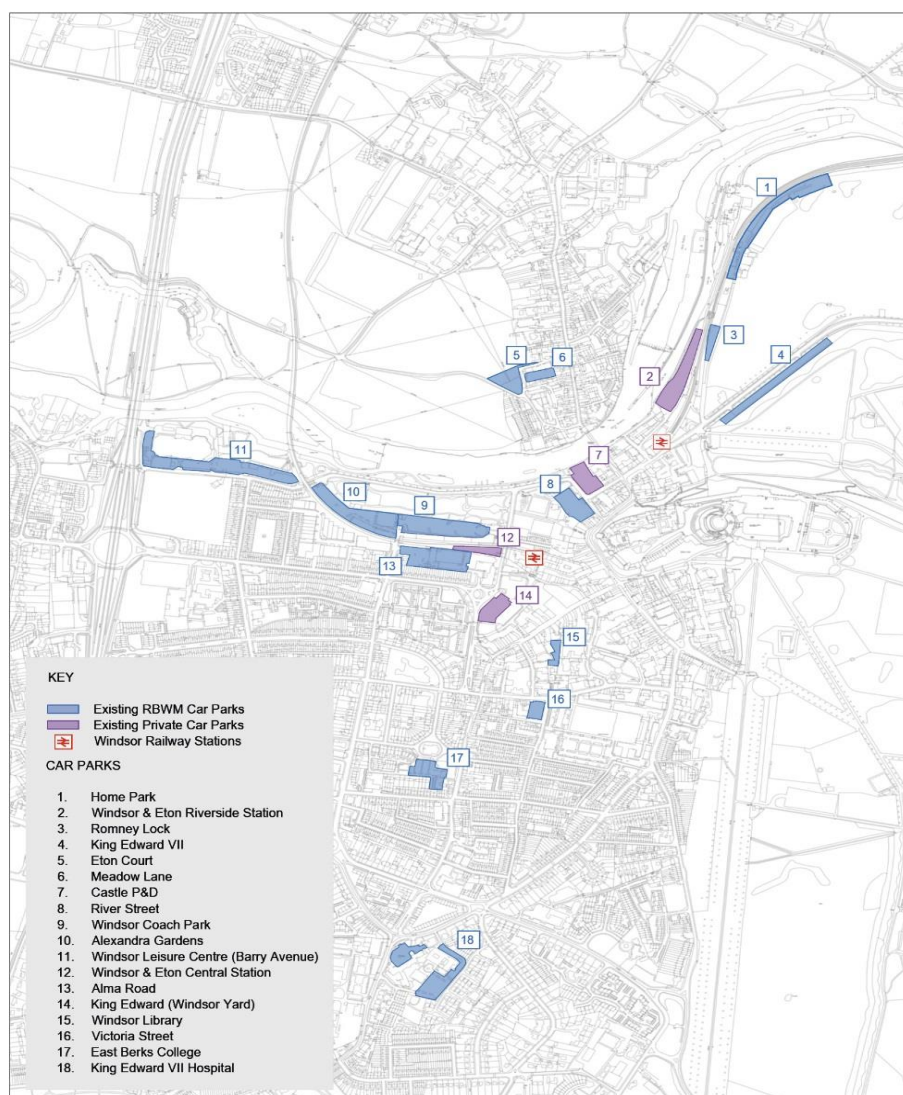 1
3
2
4
5
6
7
8
11
10
9
12
13
14
15
16
17
18
KEY
Existing RBWM Car Parks
Existing Private Car Parks
Windsor Railway Stations
CAR PARKS
1. Home Park
2. Windsor & Eton Riverside Station
3. Romney Lock
4. King Edward VII
5. Eton Court
6. Meadow Lane
7. Castle P&D
8. River Street
9. Windsor Coach Park
10. Alexandra Gardens
11. Windsor Leisure Centre (Barry Avenue)
12. Windsor & Eton Central Station
13. Alma Road
14. King Edward (Windsor Yard)
15. Windsor Library
16. Victoria Street
17. East Berks College
18. King Edward VII Hospital